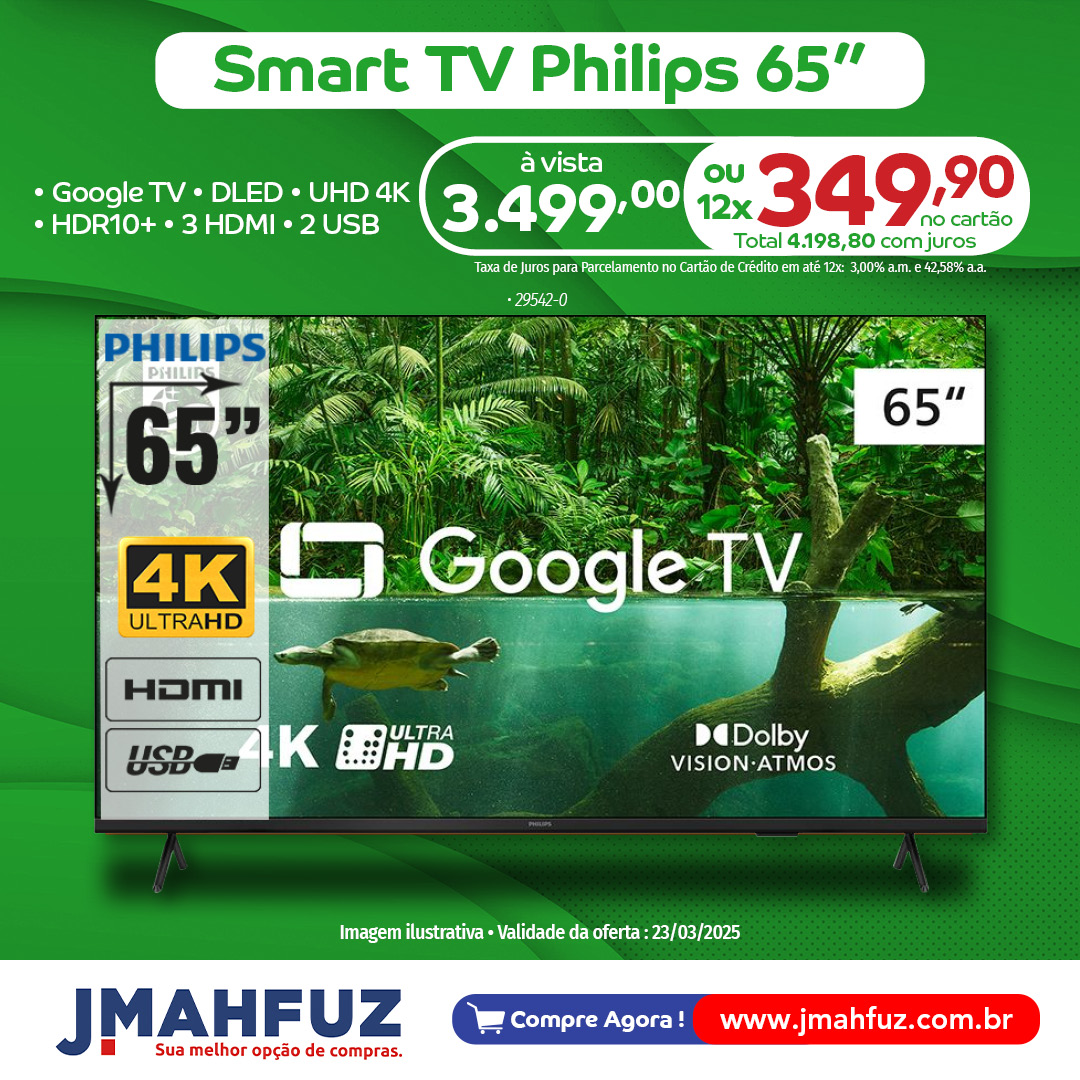 Smart TV Philips 65”
• Google TV • DLED • UHD 4K
• HDR10+ • 3 HDMI • 2 USB
à vista
3.499,00
ou
12x 349,90
no cartão
Total 4.198,80 com juros
Taxa de Juros para Parcelamento no Cartão de Crédito em até 12x: 3,00% a.m. e 42,58% a.a.
• 29542-0
PHILIPS
PHILIPS
65”
65“
Google TV
4K
ULTRAHD
HDMI
USB
4K ULTRA
HD
Dolby
VISION·ATMOS
PHILIPS
Imagem ilustrativa • Validade da oferta : 23/03/2025
JMAHFUZ
Sua melhor opção de compras.
Compre Agora !
www.jmahfuz.com.br